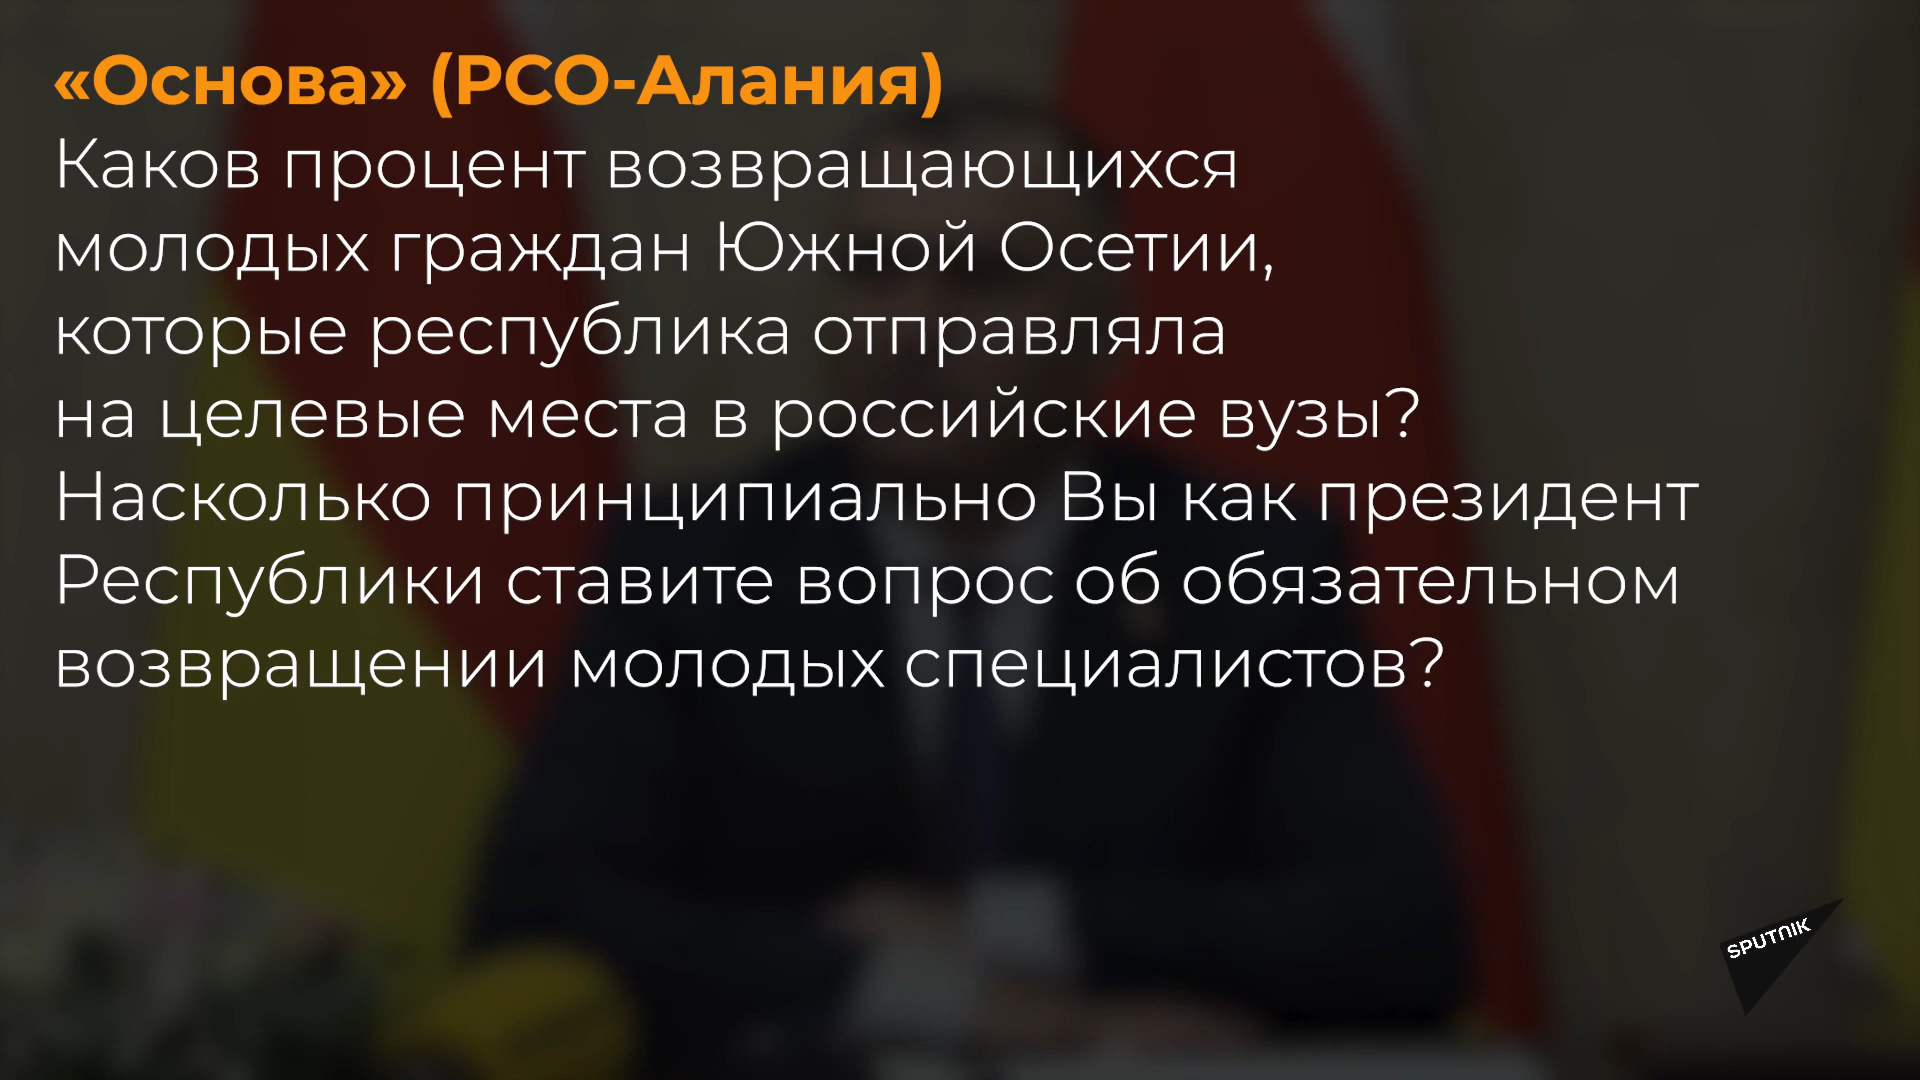 «Основа» (РСО-Алания)
Каков процент возвращающихся
молодых граждан Южной Осетии,
которые республика отправляла
на целевые места в российские вузы?
Насколько принципиально Вы как президент
Республики ставите вопрос об обязательном
возвращении молодых специалистов?
SPUTNIK